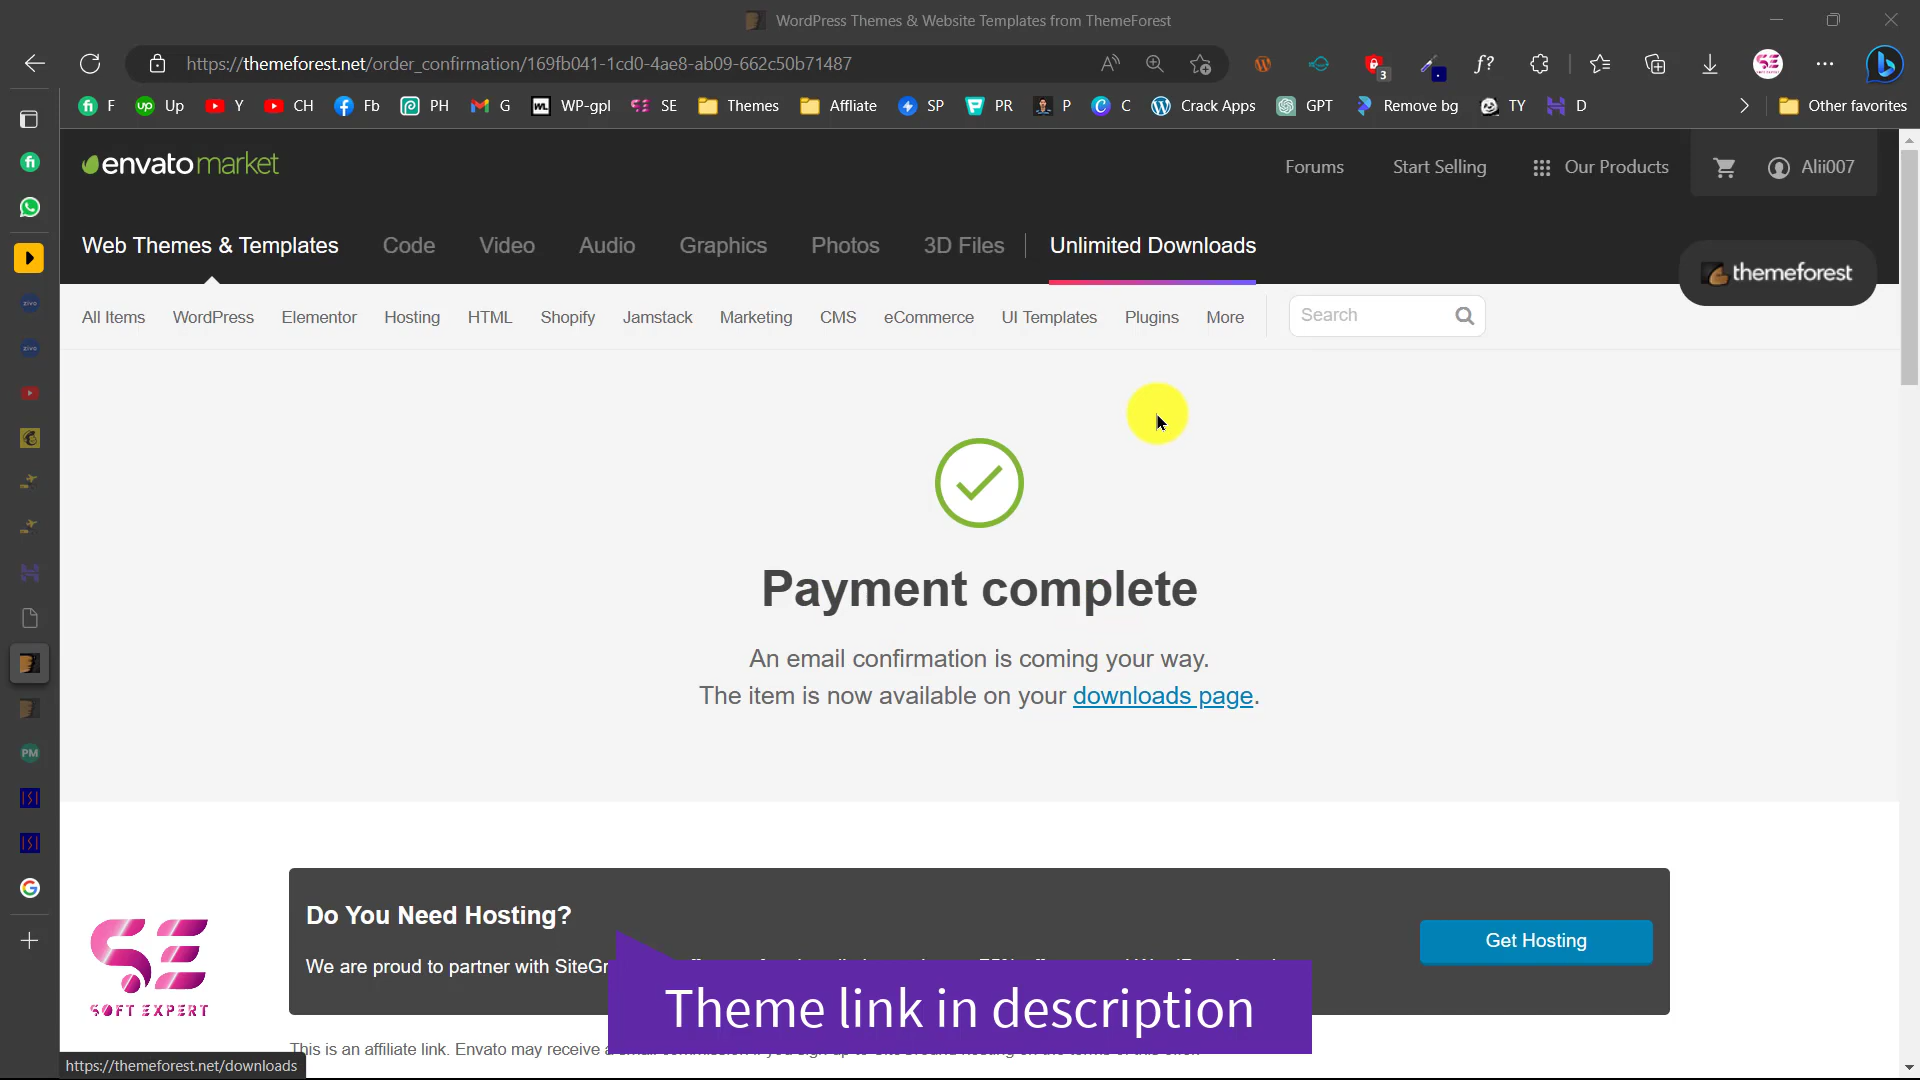 WordPress Themes & Website Templates from ThemeForest
https://themeforest.net/order_confirmation/169fb041-1cd0-4ae8-ab09-662c50b71487
F Up Y CH Fb PH G WP-gpl SE Themes Affliate SP PR P C Crack Apps GPT Remove bg TY D Other favorites
envatomarket
Forums Start Selling Our Products Alii007
Web Themes & Templates Code Video Audio Graphics Photos 3D Files Unlimited Downloads
themeforest
All Items WordPress Elementor Hosting HTML Shopify Jamstack Marketing CMS eCommerce UI Templates Plugins More Search
Payment complete
An email confirmation is coming your way.
The item is now available on your downloads page.
Do You Need Hosting?
We are proud to partner with SiteGr
Get Hosting
Theme link in description
SOFT EXPERT
This is an affiliate link. Envato may receive
https://themeforest.net/downloads